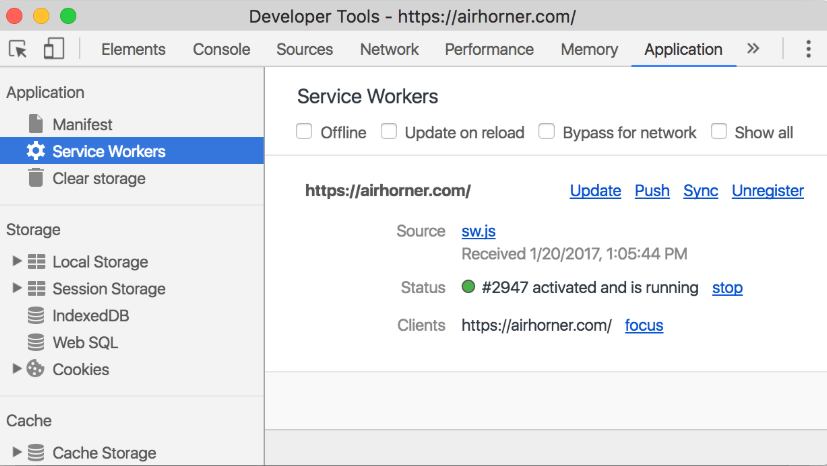 Developer Tools - https://airhorner.com/
Elements Console Sources Network Performance Memory Application »
Application
Manifest
Service Workers
Clear storage
Storage
Local Storage
Session Storage
IndexedDB
Web SQL
Cookies
Cache
Cache Storage
Service Workers
Offline Update on reload Bypass for network Show all
https://airhorner.com/ Update Push Sync Unregister
Source sw.js
Received 1/20/2017, 1:05:44 PM
Status #2947 activated and is running stop
Clients https://airhorner.com/ focus